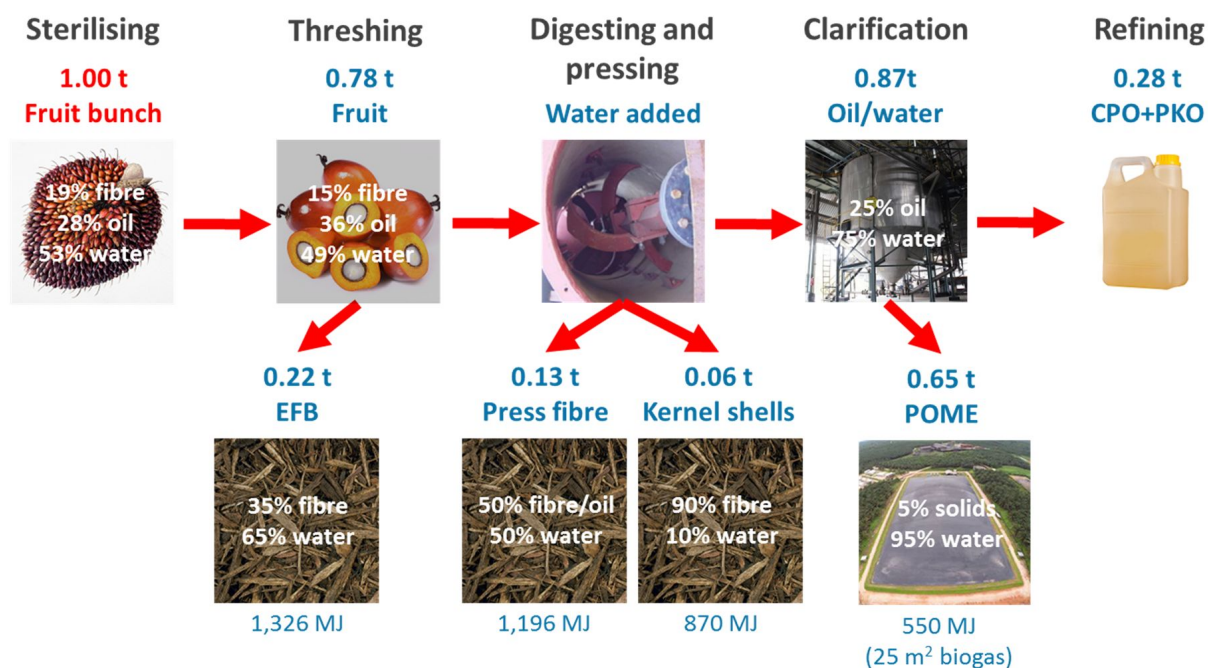 Sterilising
1.00 t
Fruit bunch
19% fibre
28% oil
53% water
Threshing
0.78 t
Fruit
15% fibre
36% oil
49% water
Digesting and
pressing
Water added
Clarification
0.87t
Oil/water
25% oil
75% water
Refining
0.28 t
CPO+PKO
0.22 t
EFB
35% fibre
65% water
1,326 MJ
0.13 t
Press fibre
50% fibre/oil
50% water
1,196 MJ
0.06 t
Kernel shells
90% fibre
10% water
870 MJ
0.65 t
POME
5% solids
95% water
550 MJ
(25 m² biogas)